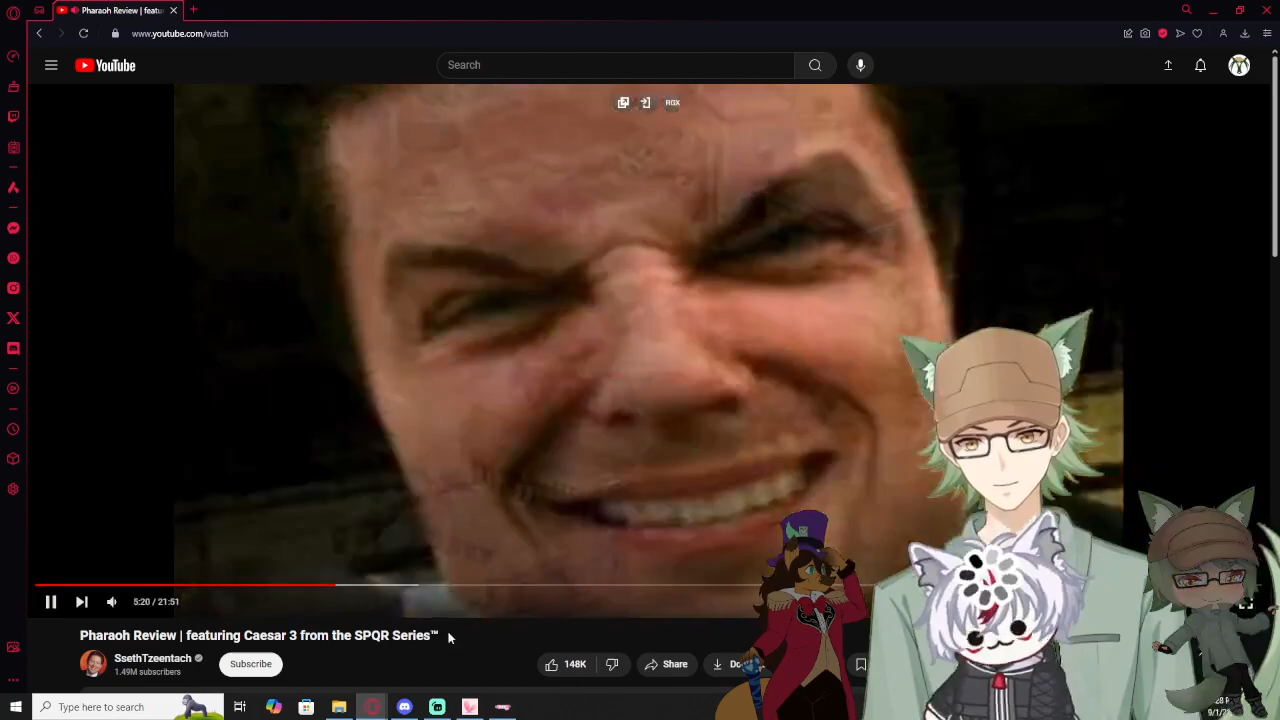 Pharaoh Review | featu
www.youtube.com/watch
YouTube
Search
RGX
5:20 / 21:51
Pharaoh Review | featuring Caesar 3 from the SPQR Series™
SsethTzeentach
1.49M subscribers
Subscribe
148K
Share
Type here to search